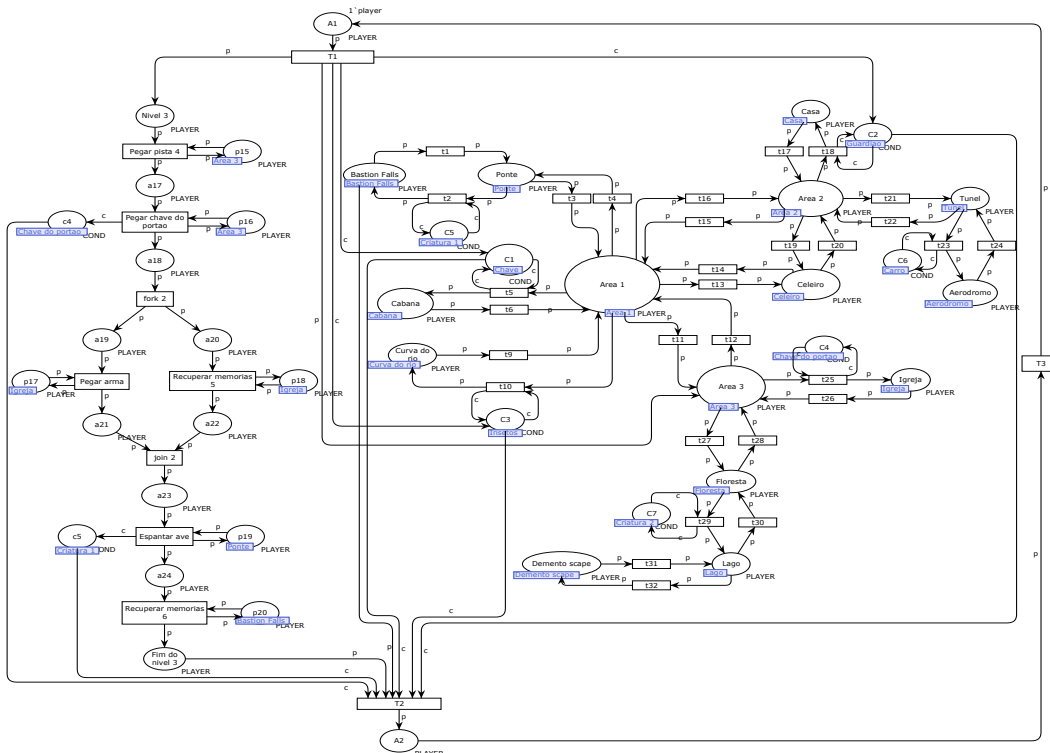 1`player
A1
p
PLAYER
T1
p
c
Nivel 3
PLAYER
p
Pegar pista 4
p
p
p15
Area 3
PLAYER
p
a17
PLAYER
p
c4
Chave do portao
COND
c
Pegar chave do
portao
p
p
p16
Area 3
PLAYER
p
a18
PLAYER
p
fork 2
p
p
a19
PLAYER
a20
PLAYER
p
p
p17
Igreja
PLAYER
p
p
Pegar arma
Recuperar memorias
5
p
p
p18
Igreja
PLAYER
p
p
a21
PLAYER
a22
PLAYER
p
p
join 2
p
a23
PLAYER
p
c5
Criatura 1
COND
c
Espantar ave
p
p
p19
Ponte
PLAYER
p
a24
PLAYER
p
Recuperar memorias
6
p
p
p20
Bastion Falls
PLAYER
p
Fim do
nivel 3
PLAYER
p
c
c
p
t1
p
Bastion Falls
Bastion Falls
PLAYER
Ponte
Ponte
PLAYER
p
t2
p
c
c
C5
Criatura 1
COND
p
t3
p
t4
p
p
c
C1
Chave
COND
c
c
Cabana
Cabana
PLAYER
p
t5
p
p
t6
p
Area 1
Area 1
PLAYER
Curva do
rio
Curva do rio
PLAYER
p
t9
p
p
t10
p
c
c
C3
Insetos
COND
p
c
p
t16
p
p
t15
p
p
t14
p
p
t13
p
p
t11
p
p
t12
p
Casa
Casa
PLAYER
p
t17
p
p
t18
p
c
c
C2
Guardiao
COND
Area 2
Area 2
PLAYER
p
t21
p
p
t22
p
Tunel
Tunel
PLAYER
p
t19
p
p
t20
p
Celeiro
Celeiro
PLAYER
c
c
C6
Carro
COND
p
t23
p
p
t24
p
Aerodromo
Aerodromo
PLAYER
c
c
C4
Chave do portao
COND
Area 3
Area 3
PLAYER
p
t25
p
p
t26
p
Igreja
Igreja
PLAYER
p
t27
p
p
t28
p
Floresta
Floresta
PLAYER
c
c
C7
Criatura 2
COND
p
t29
p
p
t30
p
Demento scape
Demento scape
PLAYER
p
t31
p
p
t32
p
Lago
Lago
PLAYER
p
T3
p
c
p
c
c
T2
p
A2
PLAYER